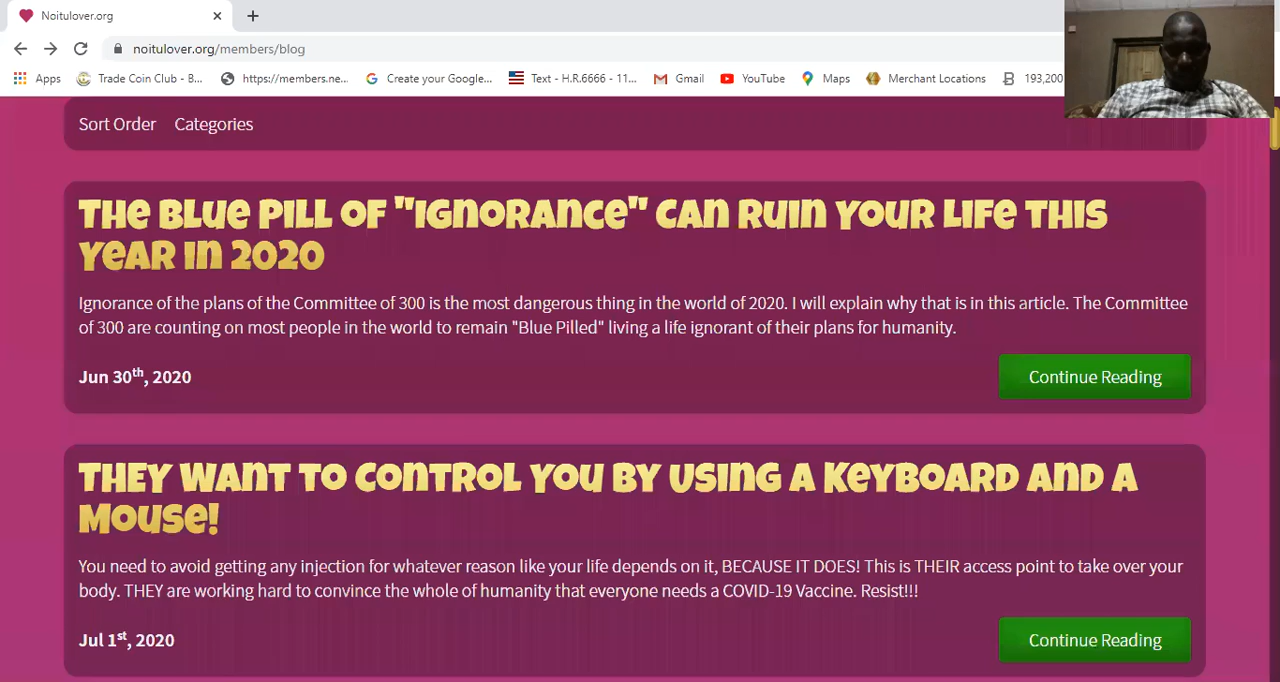 Noitulover.org
noitulover.org/members/blog
Apps Trade Coin Club - B... https://members.ne... Create your Google... Text - H.R.6666 - 11... Gmail YouTube Maps Merchant Locations 193,200
Sort Order Categories
The Blue Pill of "Ignorance" Can Ruin Your Life This
Year in 2020
Ignorance of the plans of the Committee of 300 is the most dangerous thing in the world of 2020. I will explain why that is in this article. The Committee
of 300 are counting on most people in the world to remain "Blue Pilled" living a life ignorant of their plans for humanity.
Jun 30th, 2020 Continue Reading
THEY Want to Control You By Using a Keyboard and a
Mouse!
You need to avoid getting any injection for whatever reason like your life depends on it, BECAUSE IT DOES! This is THEIR access point to take over your
body. THEY are working hard to convince the whole of humanity that everyone needs a COVID-19 Vaccine. Resist!!!
Jul 1st, 2020 Continue Reading